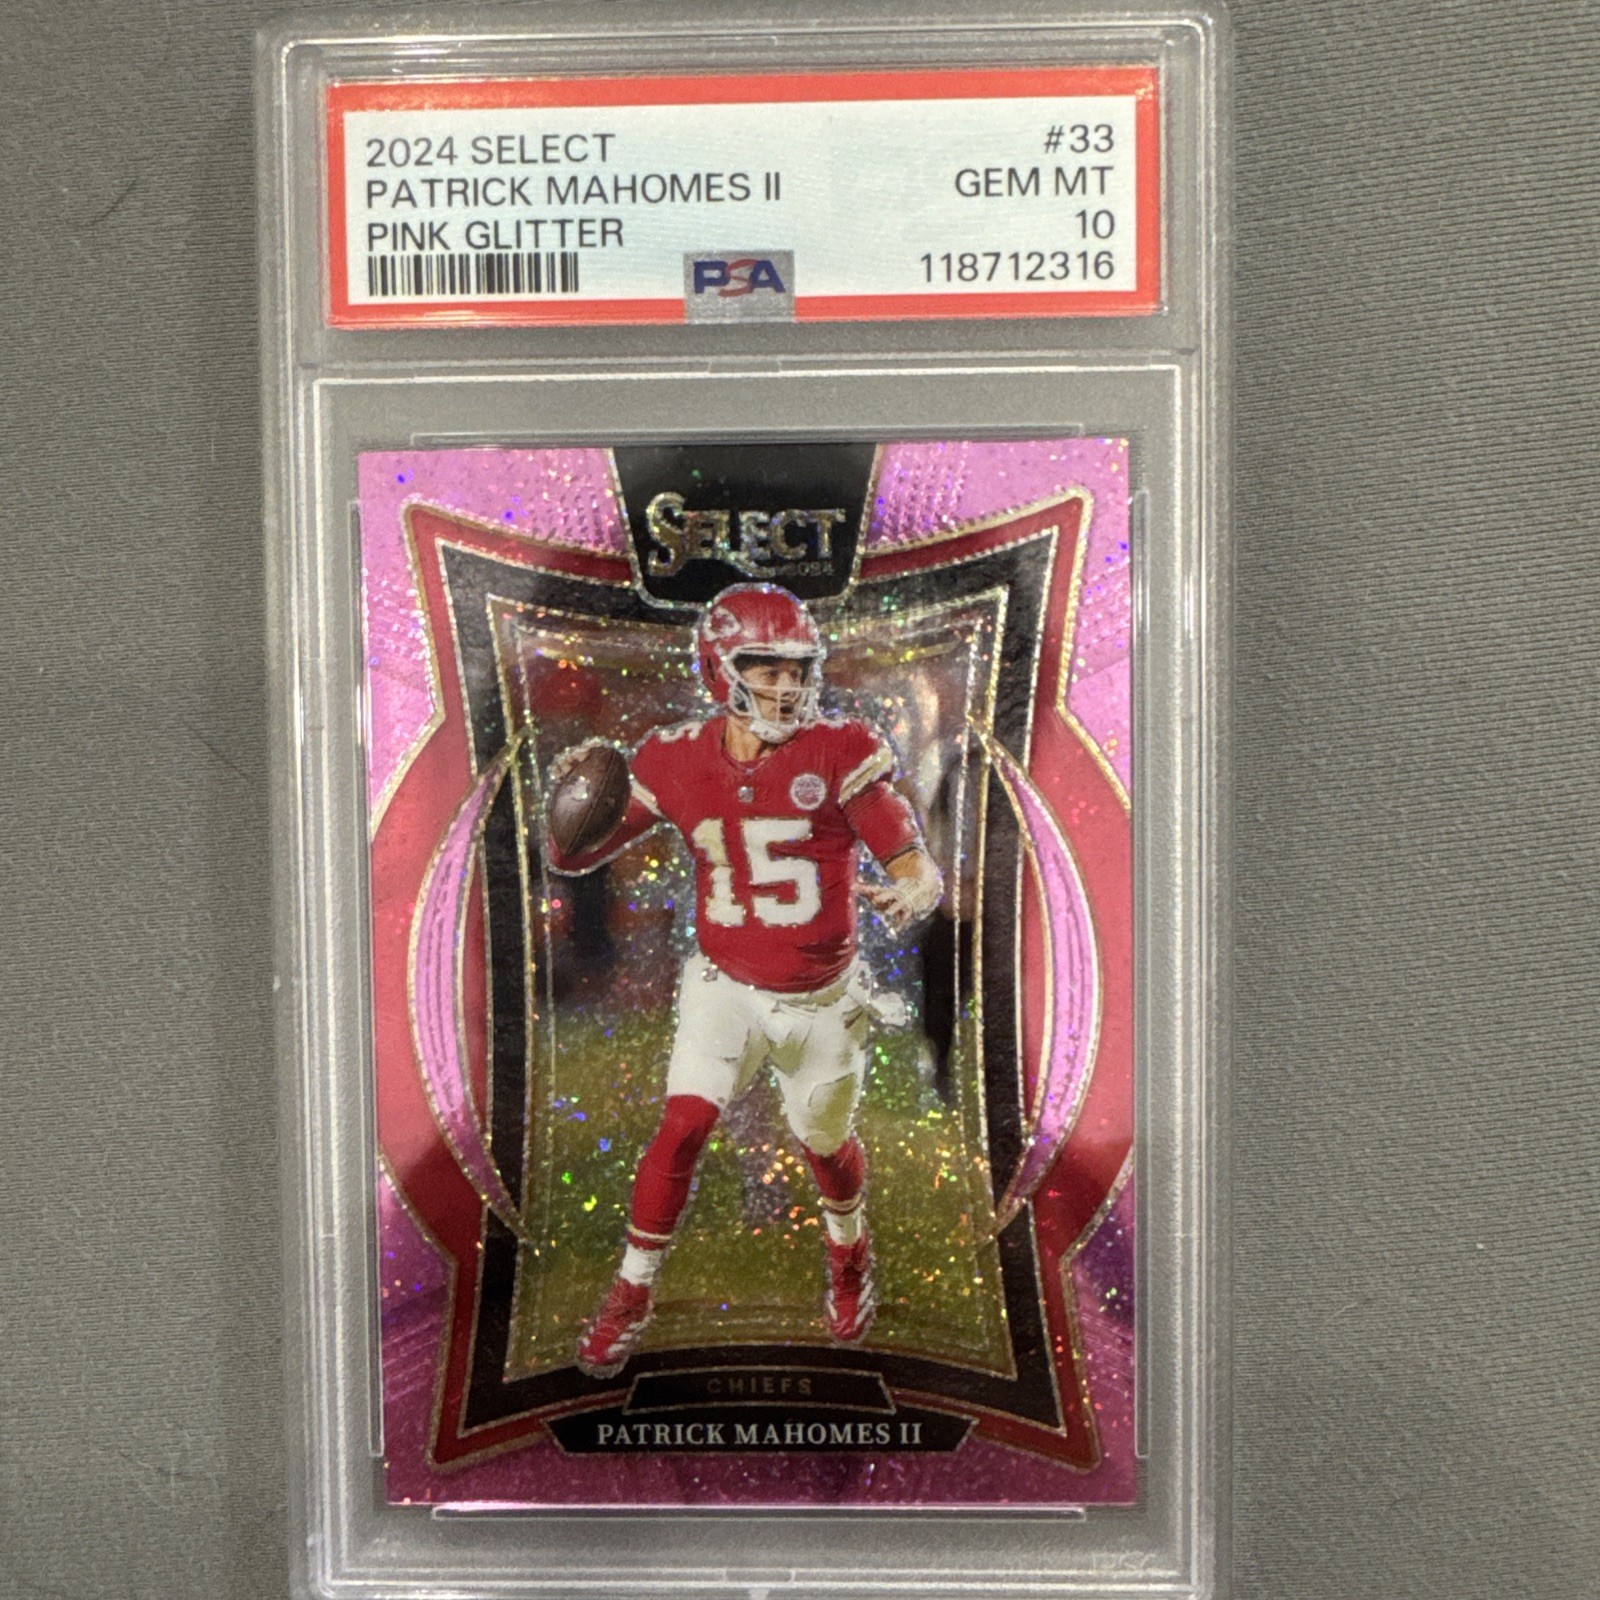 2024 SELECT #33
PATRICK MAHOMES II GEM MT
PINK GLITTER 10
PSA 118712316
SELECT
15
CHIEFS
PATRICK MAHOMES II